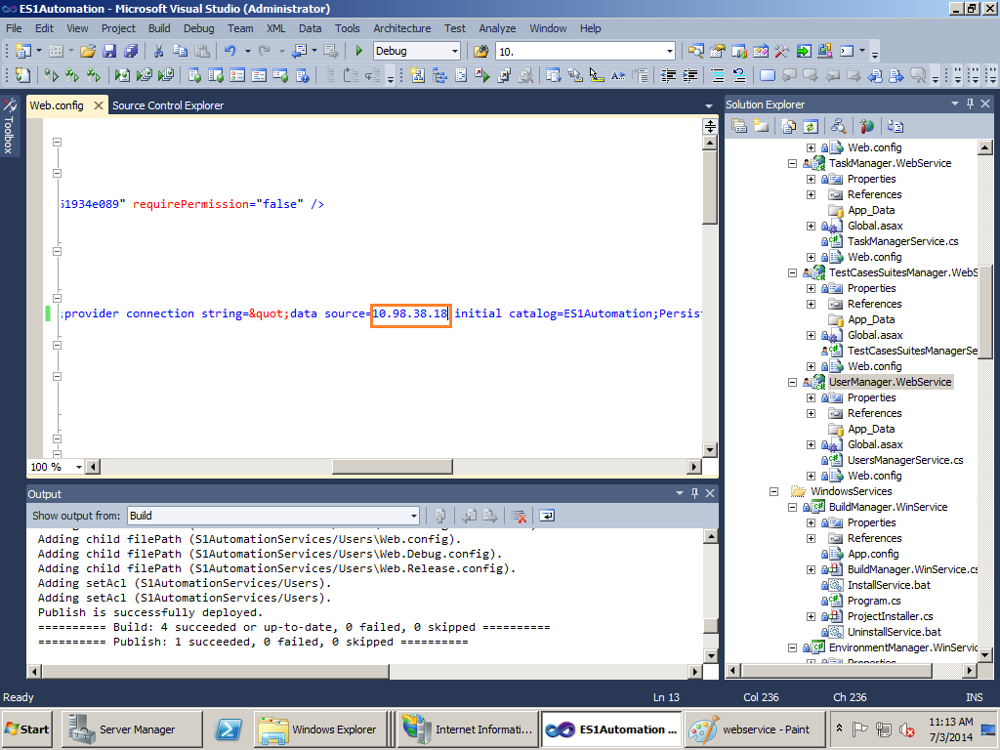 ES1Automation - Microsoft Visual Studio (Administrator)
File Edit View Project Build Debug Team XML Data Tools Architecture Test Analyze Window Help
Debug 10.
Toolbox
Web.config Source Control Explorer
51934e089" requirePermission="false" />
;provider connection string=&quot;data source=10.98.38.18 initial catalog=ES1Automation;Persist
100 %
Output
Show output from: Build
Adding child filePath (S1AutomationServices/Users\Web.config).
Adding child filePath (S1AutomationServices/Users\Web.Debug.config).
Adding child filePath (S1AutomationServices/Users\Web.Release.config).
Adding setAcl (S1AutomationServices/Users).
Adding setAcl (S1AutomationServices/Users).
Publish is successfully deployed.
========== Build: 4 succeeded or up-to-date, 0 failed, 0 skipped ==========
========== Publish: 1 succeeded, 0 failed, 0 skipped ==========
Solution Explorer
Web.config
TaskManager.WebService
Properties
References
App_Data
Global.asax
TaskManagerService.cs
Web.config
TestCasesSuitesManager.WebS
Properties
References
App_Data
Global.asax
TestCasesSuitesManagerSe
Web.config
UserManager.WebService
Properties
References
App_Data
Global.asax
UsersManagerService.cs
Web.config
WindowsServices
BuildManager.WinService
Properties
References
App.config
BuildManager.WinService.cs
InstallService.bat
Program.cs
ProjectInstaller.cs
UninstallService.bat
EnvironmentManager.WinServic
Properties
Ready Ln 13 Col 236 Ch 236 INS
Start Server Manager Windows Explorer Internet Informati... ES1Automation ... webservice - Paint 11:13 AM
7/3/2014